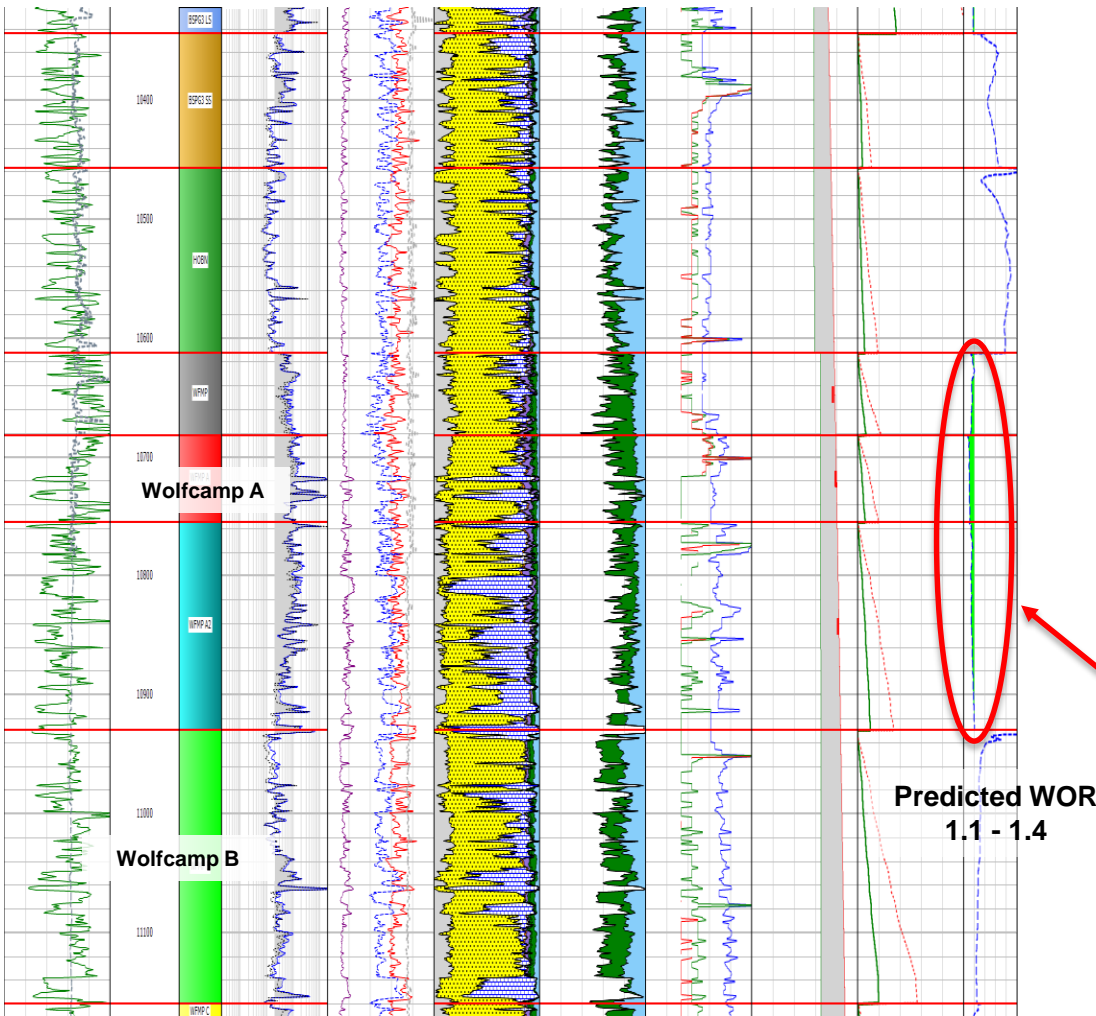 BSPG3 LS
10400
BSPG3 SS
10500
HOBN
10600
WFMP
10700
Wolfcamp A
10800
WFMP A2
10900
11000
Predicted WOR
1.1 - 1.4
Wolfcamp B
11100
WFMP C